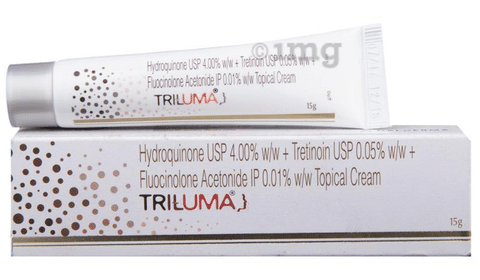 ©1mg
Hydroquinone USP 4.00% w/w + Tretinoin USP 0.05% w/w +
Fluocinolone Acetonide IP 0.01% w/w Topical Cream
TRILUMA®
15g
Hydroquinone USP 4.00% w/w + Tretinoin USP 0.05% w/w +
Fluocinolone Acetonide IP 0.01% w/w Topical Cream
TRILUMA®
15g